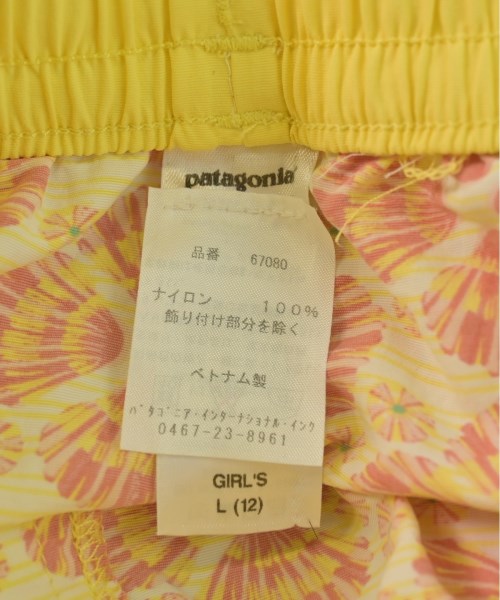 patagonia
品番 67080
ナイロン 100%
飾り付け部分を除く
ベトナム製
パタゴニア・インターナショナル・インク
0467-23-8961
GIRL'S
L (12)